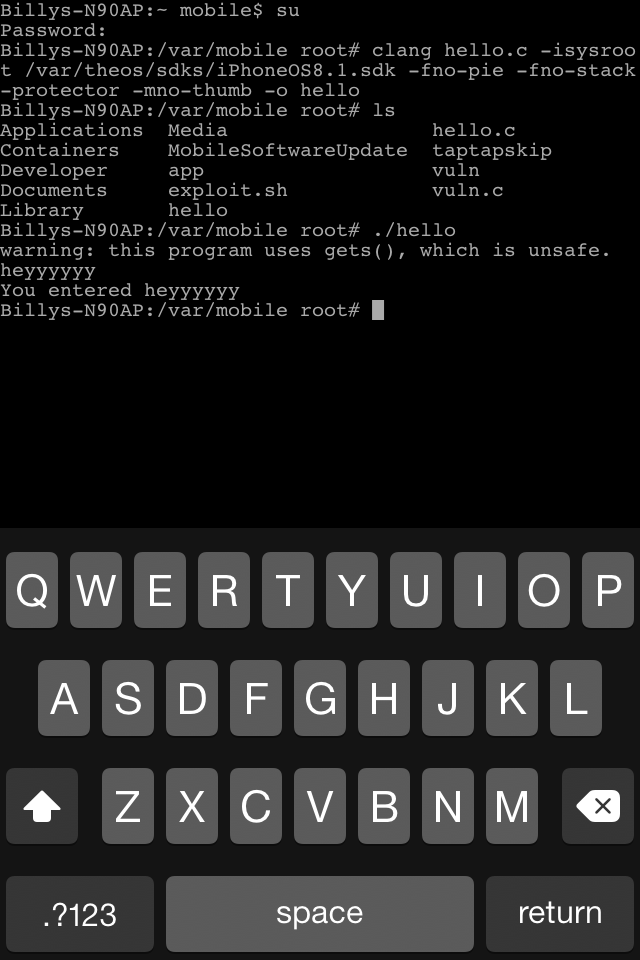 Billys-N90AP:~ mobile$ su
Password:
Billys-N90AP:/var/mobile root# clang hello.c -isysroo
t /var/theos/sdks/iPhoneOS8.1.sdk -fno-pie -fno-stack
-protector -mno-thumb -o hello
Billys-N90AP:/var/mobile root# ls
Applications  Media                 hello.c
Containers    MobileSoftwareUpdate  taptapskip
Developer     app                   vuln
Documents     exploit.sh            vuln.c
Library       hello
Billys-N90AP:/var/mobile root# ./hello
warning: this program uses gets(), which is unsafe.
heyyyyyy
You entered heyyyyyy
Billys-N90AP:/var/mobile root#
Q W E R T Y U I O P
A S D F G H J K L
Z X C V B N M
.?123 space return